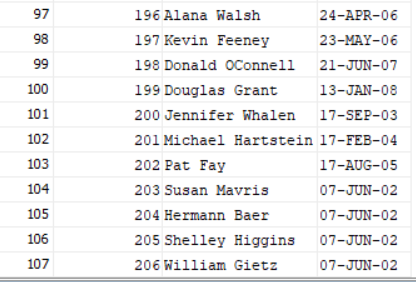 97 196 Alana Walsh 24-APR-06
98 197 Kevin Feeney 23-MAY-06
99 198 Donald OConnell 21-JUN-07
100 199 Douglas Grant 13-JAN-08
101 200 Jennifer Whalen 17-SEP-03
102 201 Michael Hartstein 17-FEB-04
103 202 Pat Fay 17-AUG-05
104 203 Susan Mavris 07-JUN-02
105 204 Hermann Baer 07-JUN-02
106 205 Shelley Higgins 07-JUN-02
107 206 William Gietz 07-JUN-02